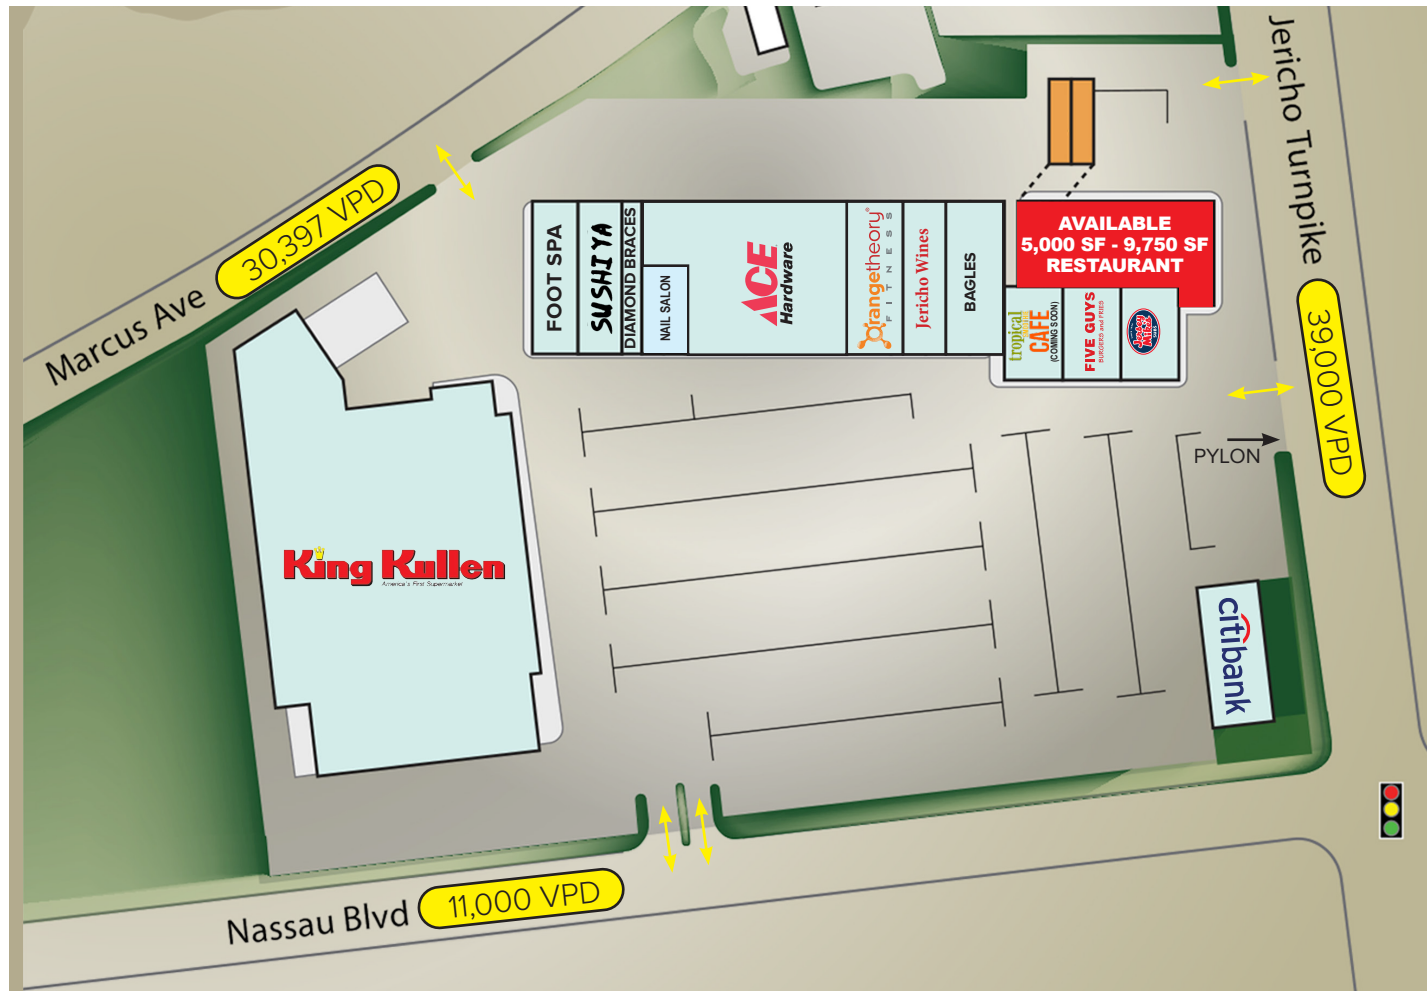 Jericho Turnpike
39,000 VPD
Marcus Ave
30,397 VPD
FOOT SPA
SUSHI YA
DIAMOND BRACES
NAIL SALON
ACE
Hardware
Orangetheory®
FITNESS
Jericho Wines
BAGLES
AVAILABLE
5,000 SF - 9,750 SF
RESTAURANT
tropical
CAFE
(COMING SOON)
FIVE GUYS
BURGERS and FRIES
Jersey
Mike's
SUBS
PYLON
King Kullen
America's First Supermarket
citibank
Nassau Blvd
11,000 VPD